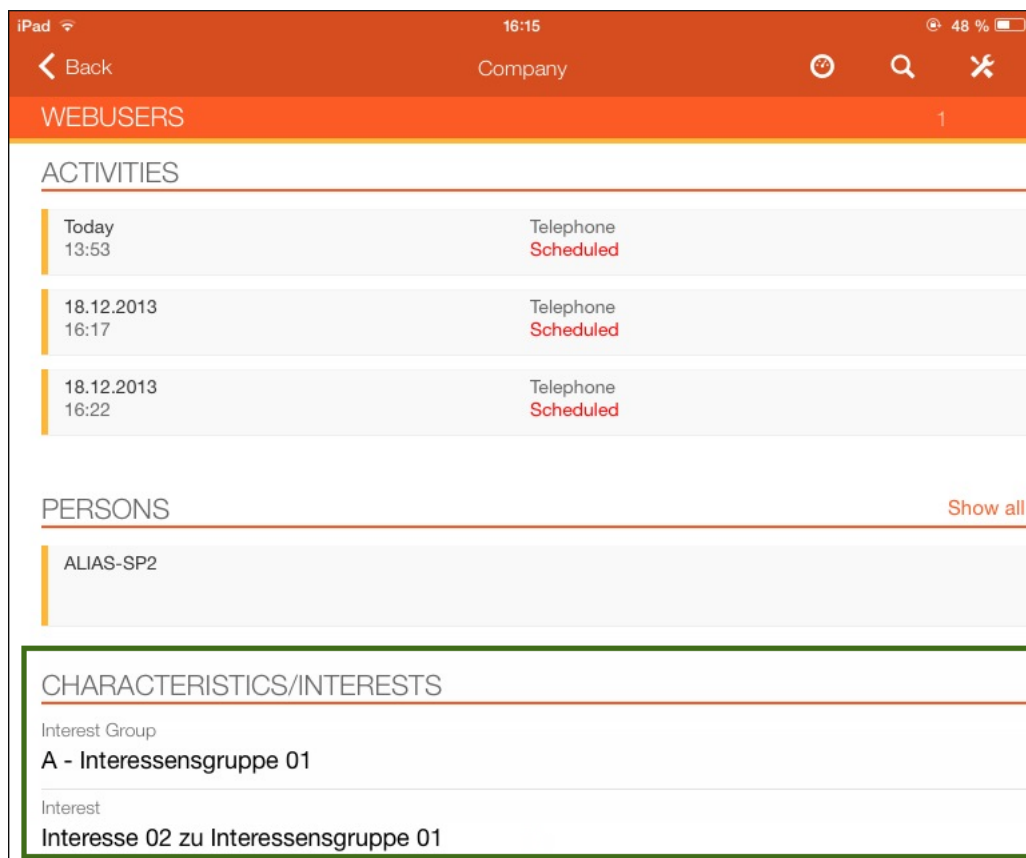 iPad 16:15 48 %
Back Company
WEBUSERS 1
ACTIVITIES
Today Telephone
13:53 Scheduled
18.12.2013 Telephone
16:17 Scheduled
18.12.2013 Telephone
16:22 Scheduled
PERSONS Show all
ALIAS-SP2
CHARACTERISTICS/INTERESTS
Interest Group
A - Interessensgruppe 01
Interest
Interesse 02 zu Interessensgruppe 01